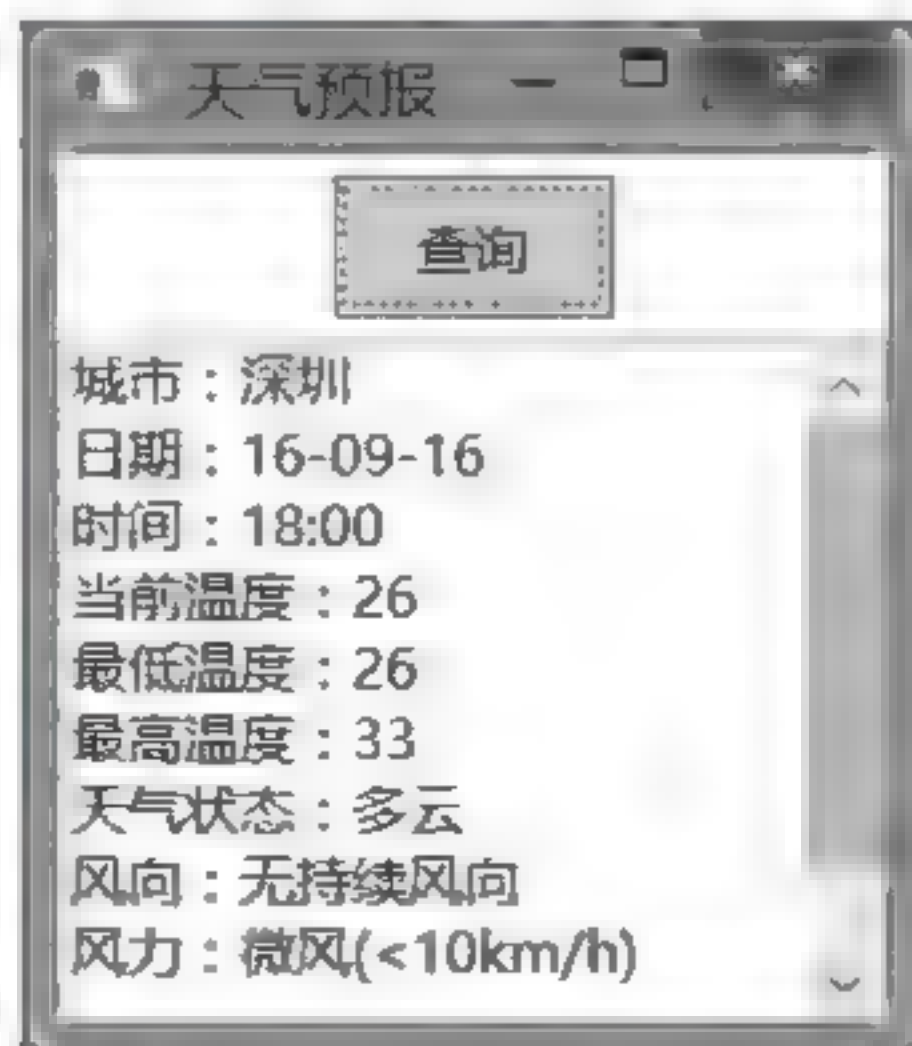 天气预报
查询
城市：深圳
日期：16-09-16
时间：18:00
当前温度：26
最低温度：26
最高温度：33
天气状态：多云
风向：无持续风向
风力：微风(<10km/h)